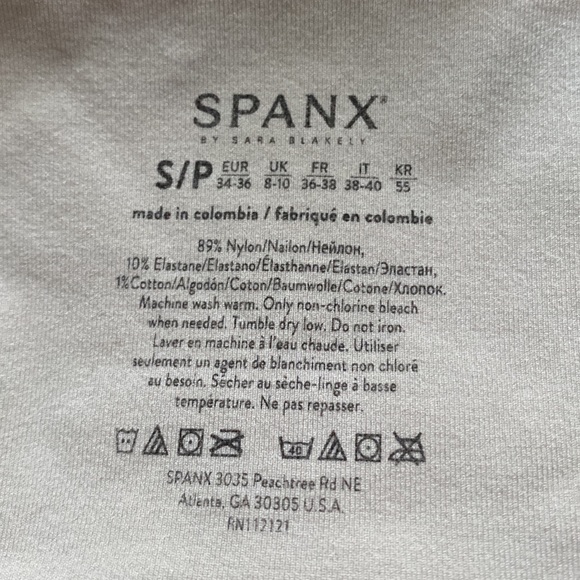 SPANX®
BY SARA BLAKELY
S/P EUR 34-36 UK 8-10 FR 36-38 IT 38-40 KR 55
made in colombia / fabriqué en colombie
89% Nylon/Nailon/Нейлон,
10% Elastane/Elastano/Élasthanne/Elastan/Эластан,
1%Cotton/Algodón/Coton/Baumwolle/Cotone/Хлопок.
Machine wash warm. Only non-chlorine bleach
when needed. Tumble dry low. Do not iron.
Laver en machine à l'eau chaude. Utiliser
seulement un agent de blanchiment non chloré
au besoin. Sécher au sèche-linge à basse
température. Ne pas repasser.
40
SPANX 3035 Peachtree Rd NE
Atlanta, GA 30305 U.S.A.
RN112121